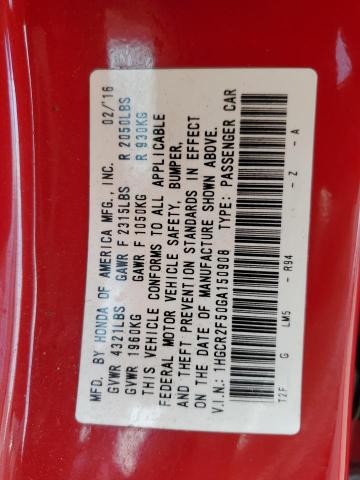 MFD. BY HONDA OF AMERICA MFG., INC. 02/'16
GVWR 4321LBS GAWR F 2315LBS R 2050LBS
GVWR 1960KG GAWR F 1050KG R 930KG
THIS VEHICLE CONFORMS TO ALL APPLICABLE
FEDERAL MOTOR VEHICLE SAFETY, BUMPER,
AND THEFT PREVENTION STANDARDS IN EFFECT
ON THE DATE OF MANUFACTURE SHOWN ABOVE.
V.I.N.: 1HGCR2F50GA150908 TYPE: PASSENGER CAR
T2F G LM5 - R94 - Z - A